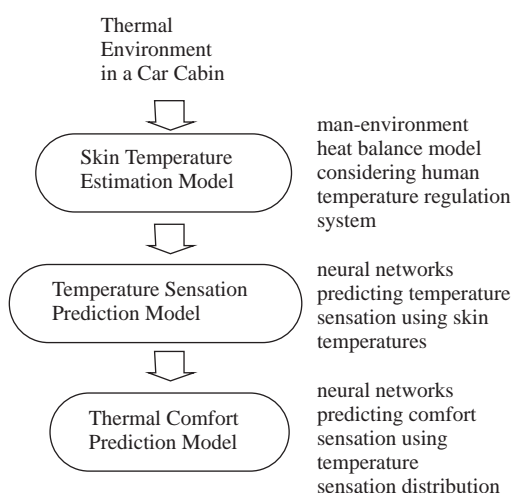 Thermal
Environment
in a Car Cabin
Skin Temperature
Estimation Model
man-environment
heat balance model
considering human
temperature regulation
system
Temperature Sensation
Prediction Model
neural networks
predicting temperature
sensation using skin
temperatures
Thermal Comfort
Prediction Model
neural networks
predicting comfort
sensation using
temperature
sensation distribution